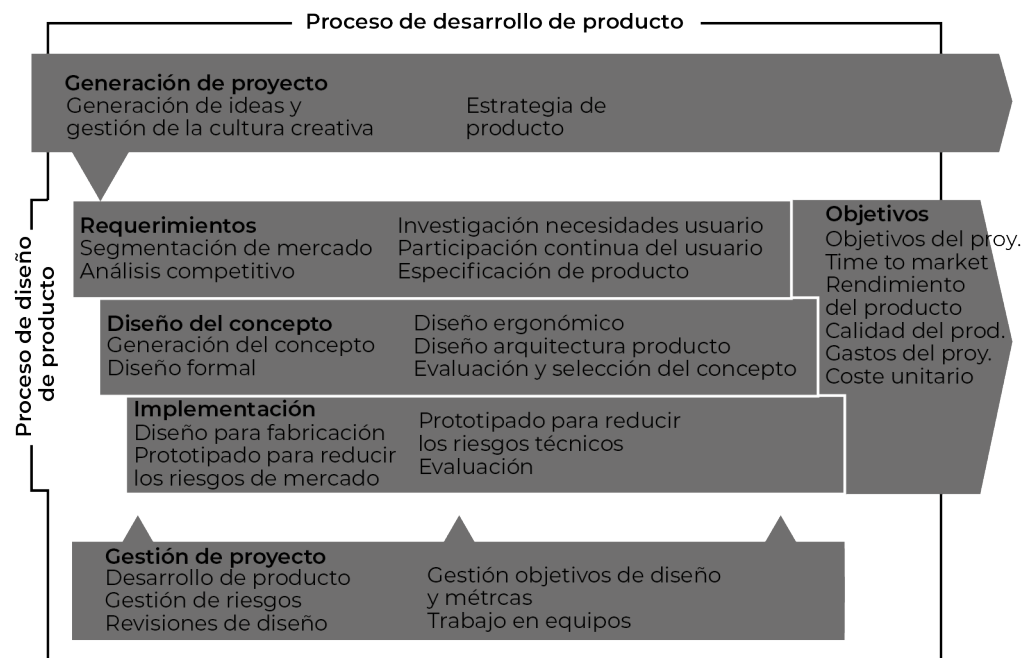 Proceso de desarrollo de producto
Generación de proyecto
Generación de ideas y
gestión de la cultura creativa
Estrategia de
producto
Proceso de diseño
de producto
Requerimientos
Segmentación de mercado
Análisis competitivo
Investigación necesidades usuario
Participación continua del usuario
Especificación de producto
Diseño del concepto
Generación del concepto
Diseño formal
Diseño ergonómico
Diseño arquitectura producto
Evaluación y selección del concepto
Implementación
Diseño para fabricación
Prototipado para reducir
los riesgos de mercado
Prototipado para reducir
los riesgos técnicos
Evaluación
Objetivos
Objetivos del proy.
Time to market
Rendimiento
del producto
Calidad del prod.
Gastos del proy.
Coste unitario
Gestión de proyecto
Desarrollo de producto
Gestión de riesgos
Revisiones de diseño
Gestión objetivos de diseño
y métrcas
Trabajo en equipos